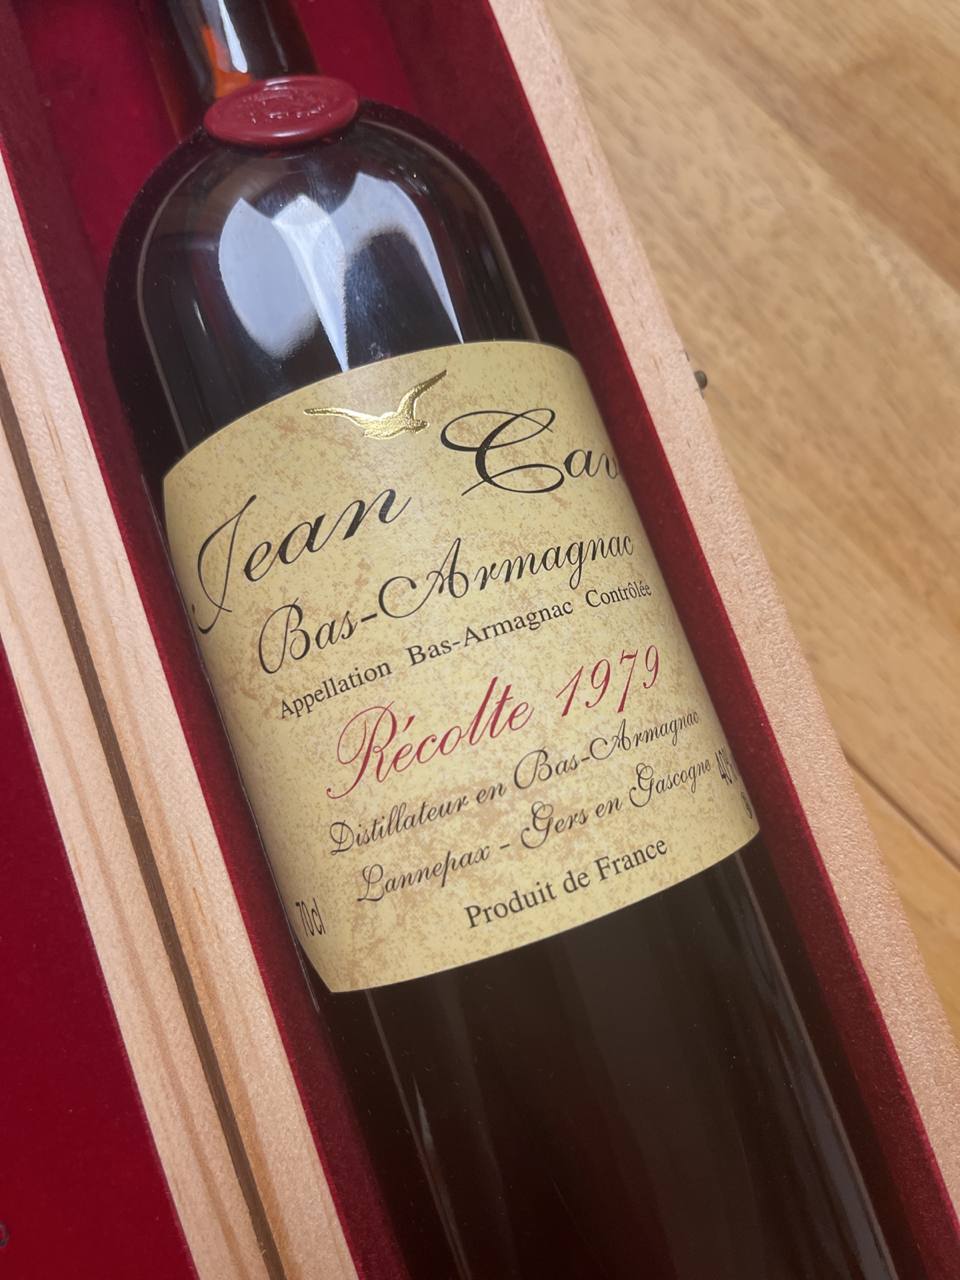 Jean Cav
Bas-Armagnac
Appellation Bas-Armagnac Contrôlée
Récolte 1979
Distillateur en Bas-Armagnac
Lannepax - Gers en Gascogne
70cl
Produit de France